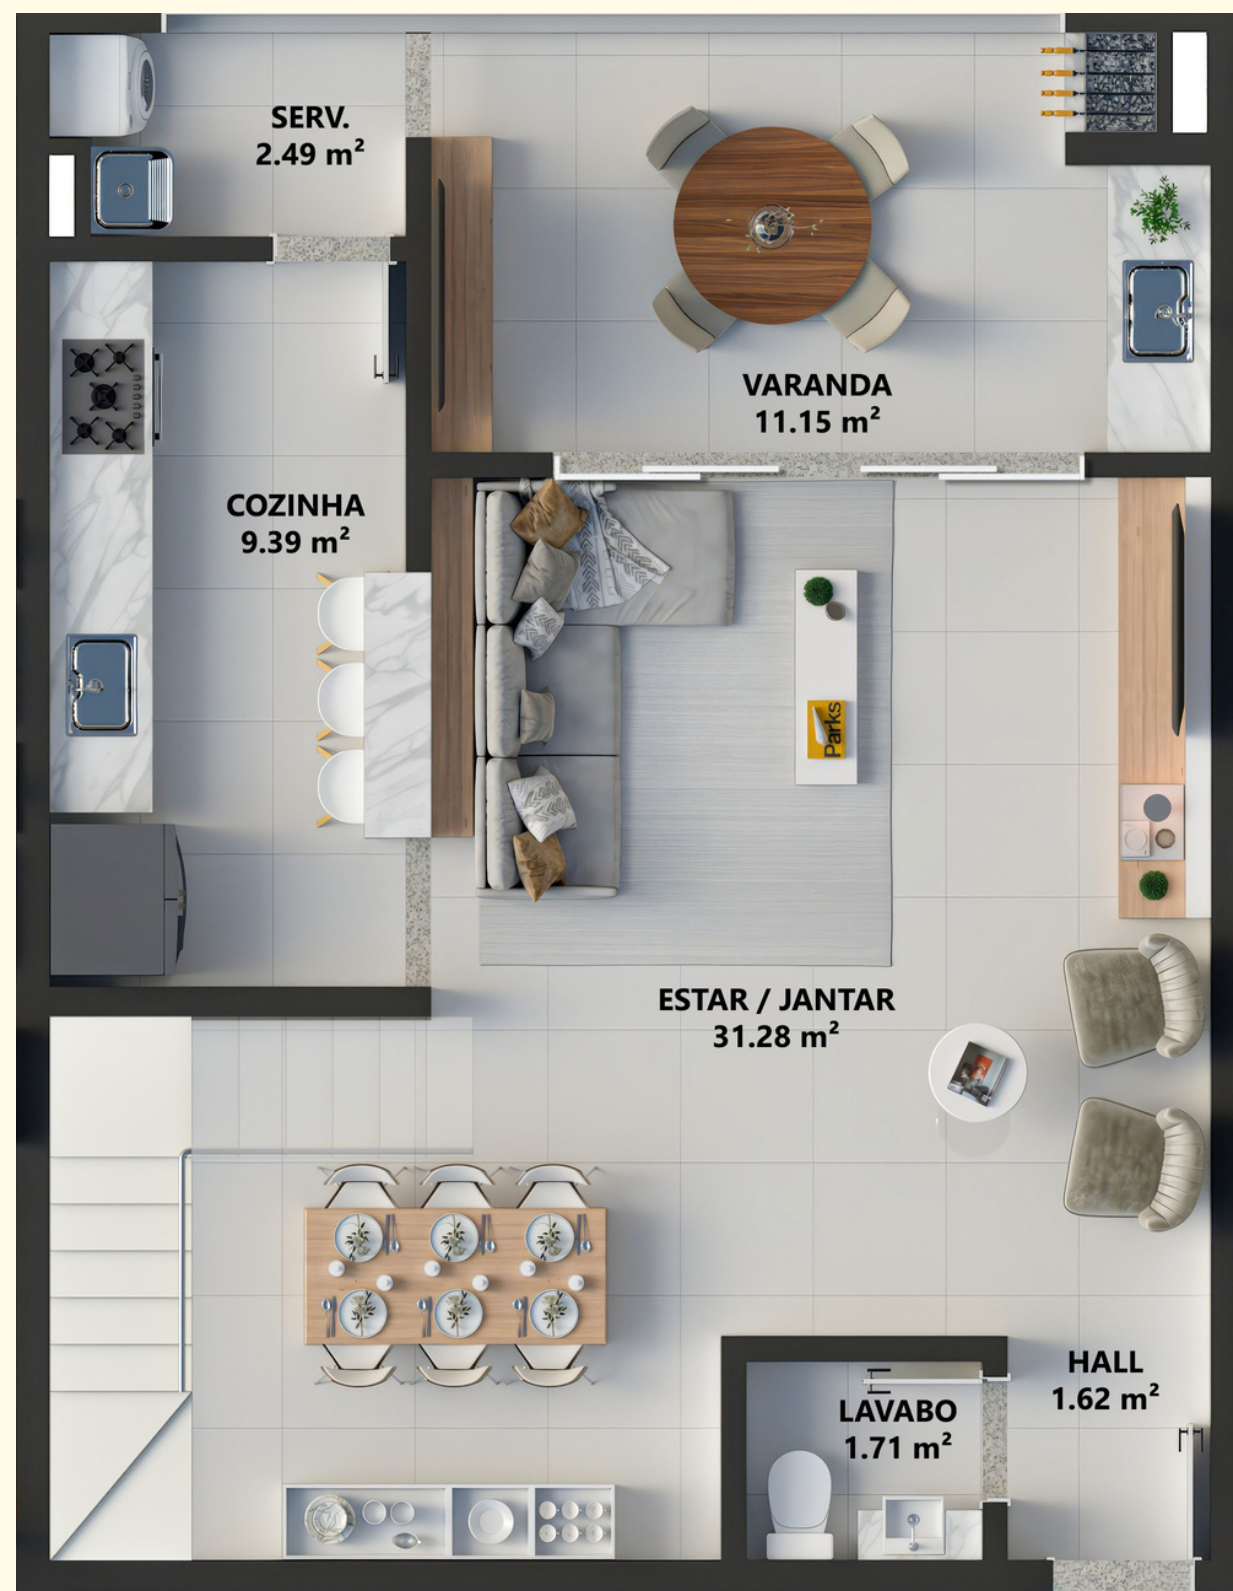 SERV.
2.49 m²
VARANDA
11.15 m²
COZINHA
9.39 m²
Parks
ESTAR / JANTAR
31.28 m²
HALL
1.62 m²
LAVABO
1.71 m²